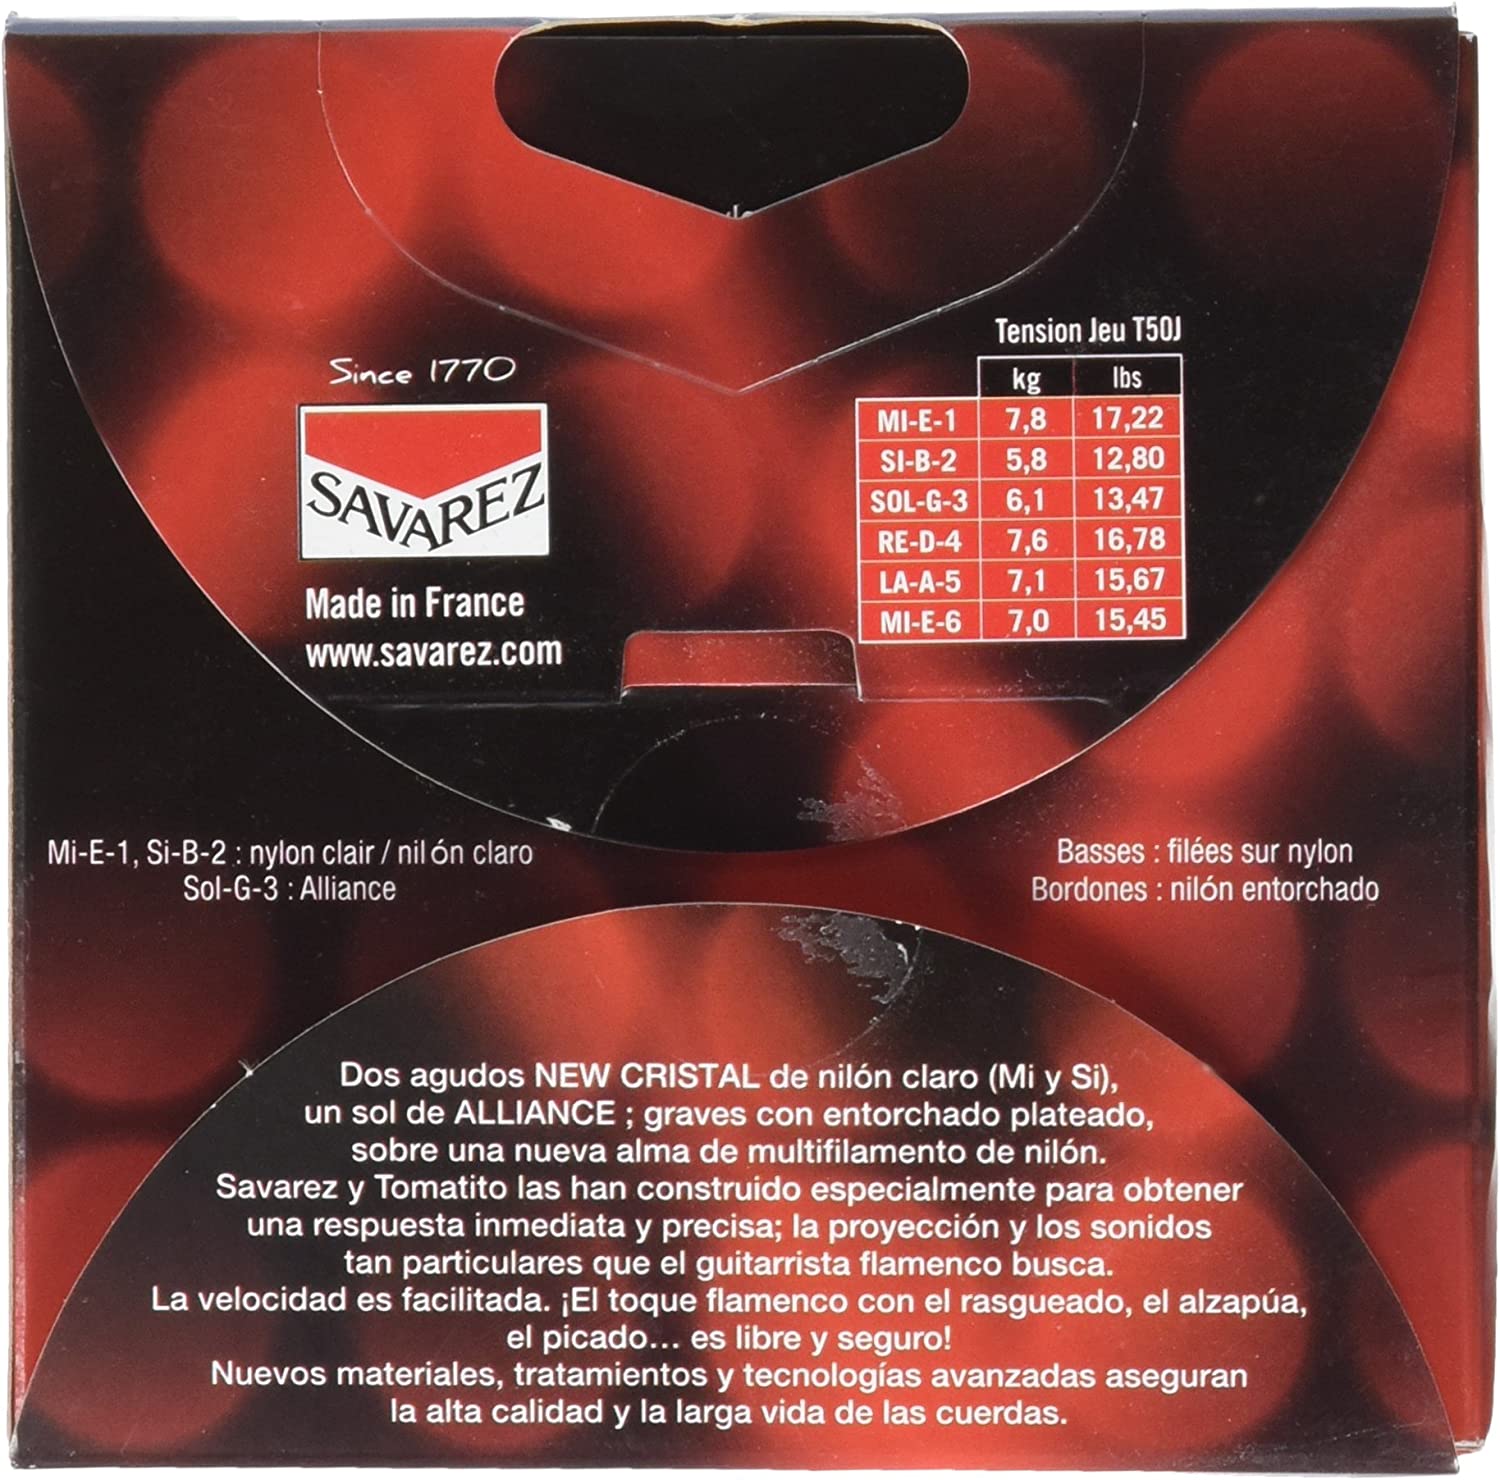 Since 1770
SAVAREZ
Made in France
www.savarez.com
Tension Jeu T50J
kg lbs
MI-E-1 7,8 17,22
SI-B-2 5,8 12,80
SOL-G-3 6,1 13,47
RE-D-4 7,6 16,78
LA-A-5 7,1 15,67
MI-E-6 7,0 15,45
Mi-E-1, Si-B-2 : nylon clair / nilón claro
Sol-G-3 : Alliance
Basses : filées sur nylon
Bordones : nilón entorchado
Dos agudos NEW CRISTAL de nilón claro (Mi y Si),
un sol de ALLIANCE ; graves con entorchado plateado,
sobre una nueva alma de multifilamento de nilón.
Savarez y Tomatito las han construido especialmente para obtener
una respuesta inmediata y precisa; la proyección y los sonidos
tan particulares que el guitarrista flamenco busca.
La velocidad es facilitada. ¡El toque flamenco con el rasgueado, el alzapúa,
el picado... es libre y seguro!
Nuevos materiales, tratamientos y tecnologías avanzadas aseguran
la alta calidad y la larga vida de las cuerdas.